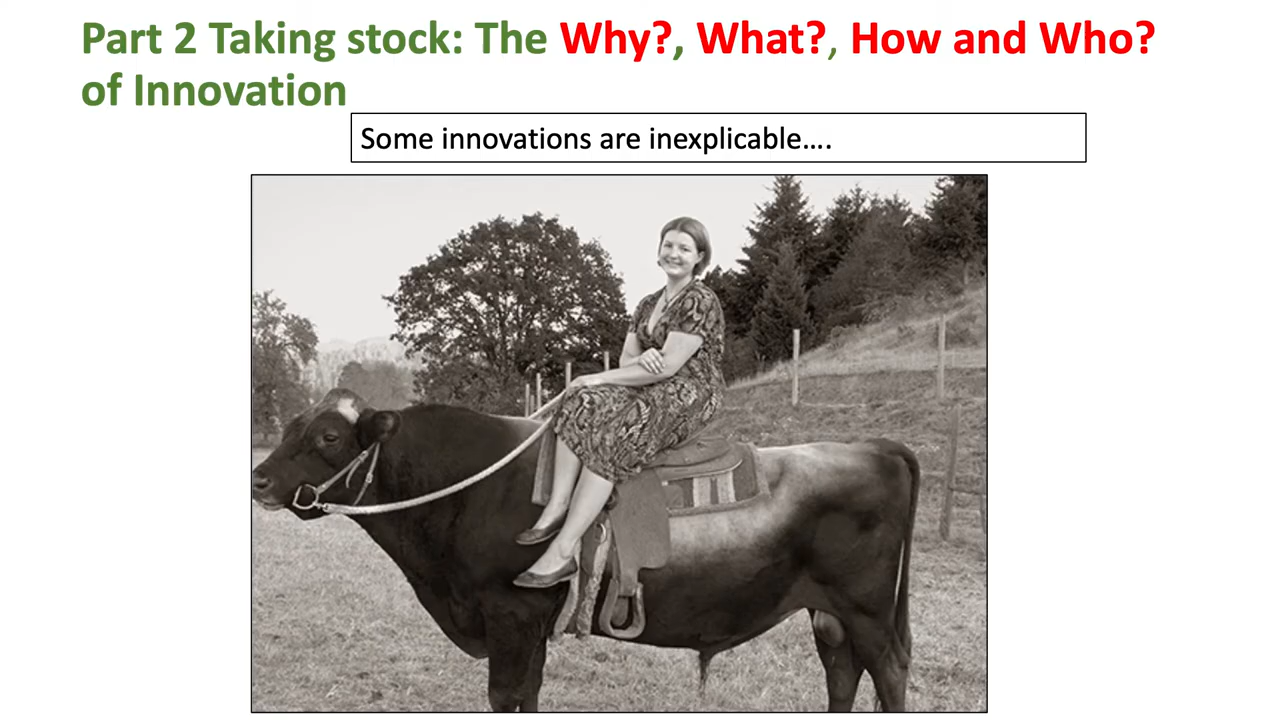 Part 2 Taking stock: The Why?, What?, How and Who?
of Innovation
Some innovations are inexplicable....